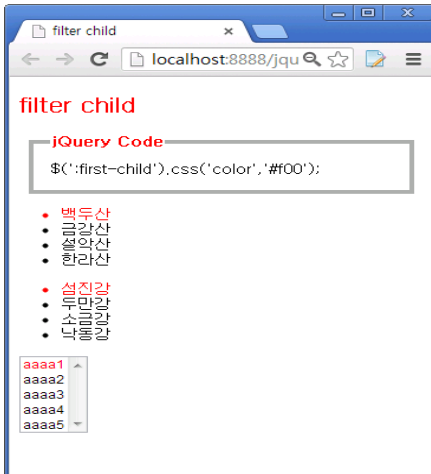 filter child
localhost:8888/jqu
filter child
jQuery Code
$(':first-child').css('color','#f00');
백두산
금강산
설악산
한라산
섬진강
두만강
소금강
낙동강
aaaa1
aaaa2
aaaa3
aaaa4
aaaa5